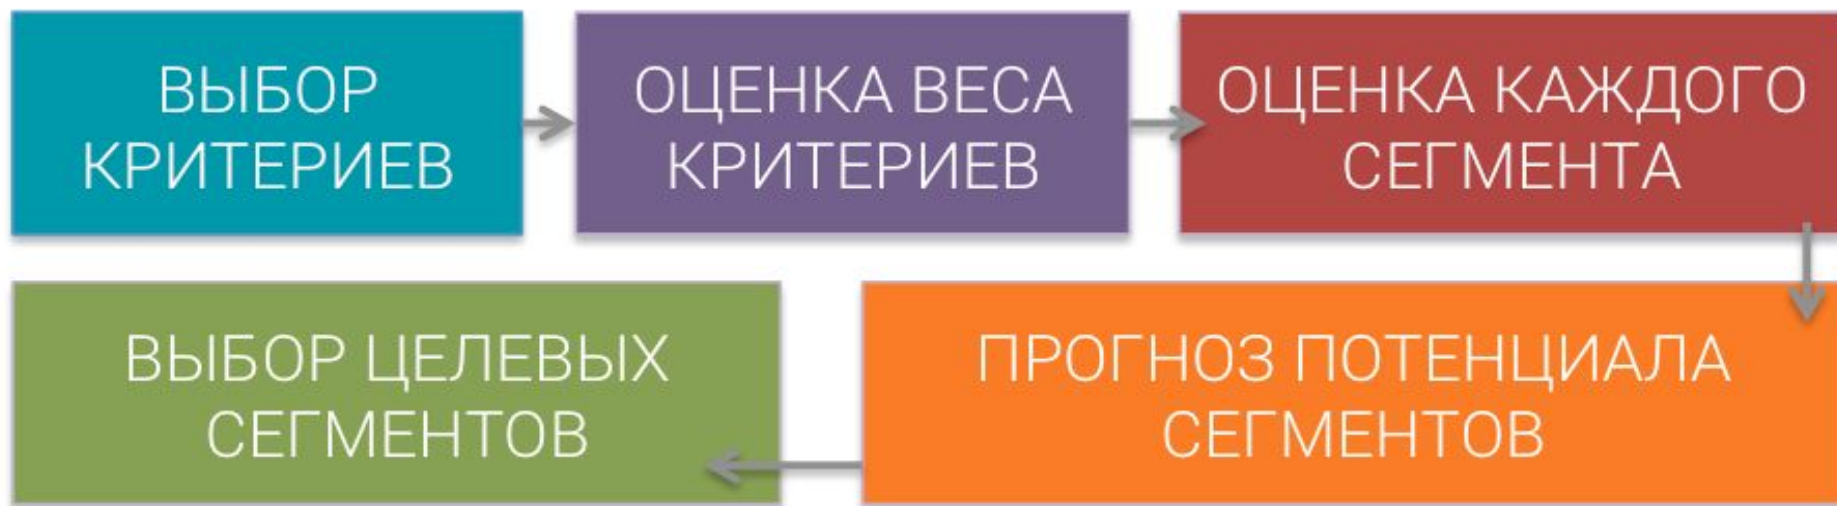 ВЫБОР
КРИТЕРИЕВ
ОЦЕНКА ВЕСА
КРИТЕРИЕВ
ОЦЕНКА КАЖДОГО
СЕГМЕНТА
ПРОГНОЗ ПОТЕНЦИАЛА
СЕГМЕНТОВ
ВЫБОР ЦЕЛЕВЫХ
СЕГМЕНТОВ